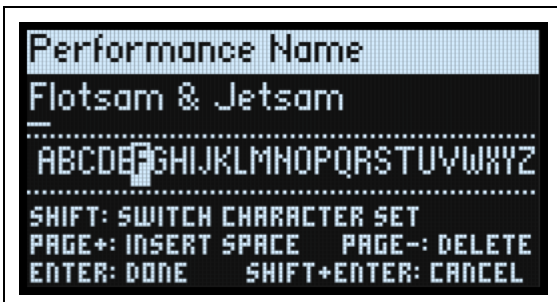 Performance Name
Flotsam & Jetsam
ABCDEFGHIJKLMNOPQRSTUVWXYZ
SHIFT: SWITCH CHARACTER SET
PAGE+: INSERT SPACE PAGE-: DELETE
ENTER: DONE SHIFT+ENTER: CANCEL